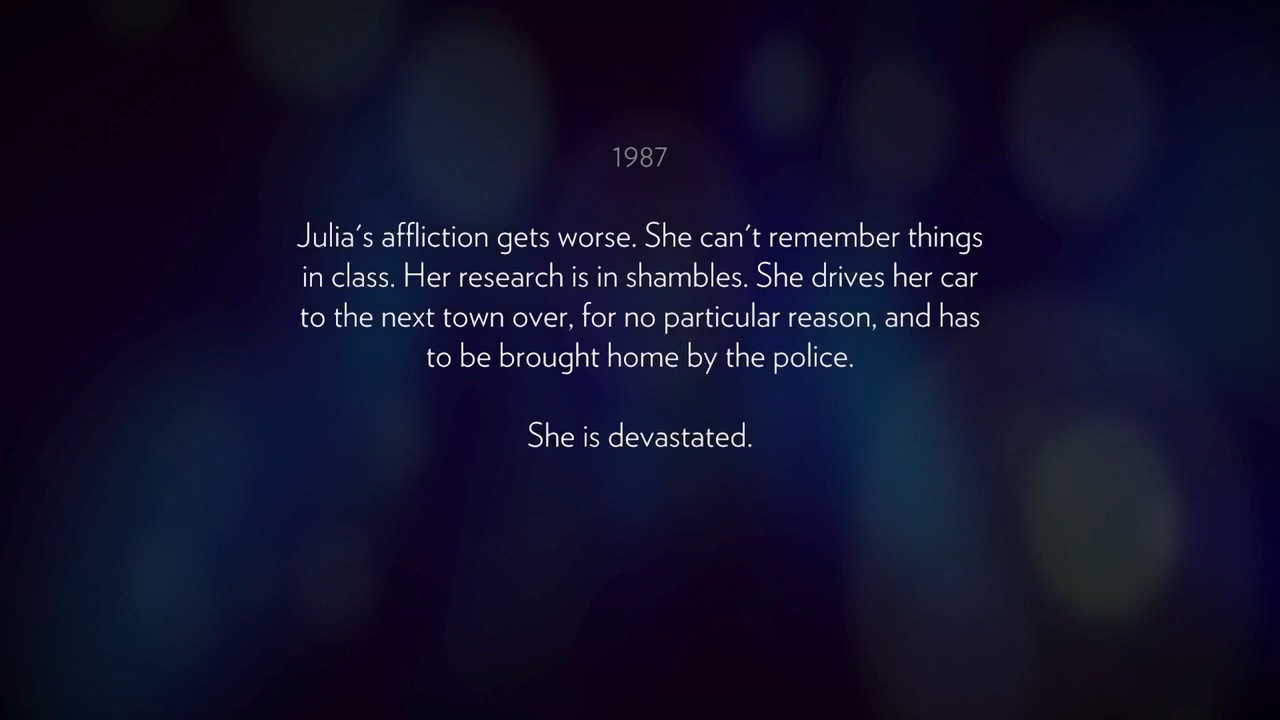 1987
Julia's affliction gets worse. She can't remember things
in class. Her research is in shambles. She drives her car
to the next town over, for no particular reason, and has
to be brought home by the police.
She is devastated.